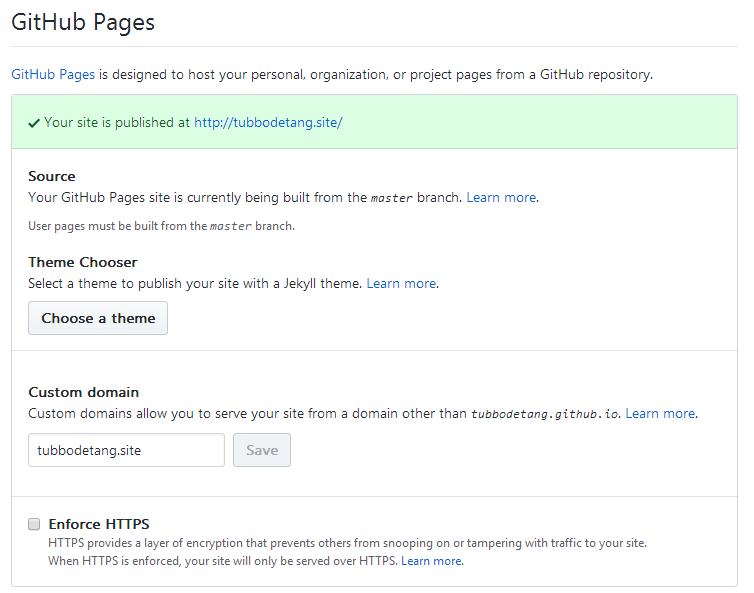 GitHub Pages
GitHub Pages is designed to host your personal, organization, or project pages from a GitHub repository.
Your site is published at http://tubbodetang.site/
Source
Your GitHub Pages site is currently being built from the master branch. Learn more.
User pages must be built from the master branch.
Theme Chooser
Select a theme to publish your site with a Jekyll theme. Learn more.
Choose a theme
Custom domain
Custom domains allow you to serve your site from a domain other than tubbodetang.github.io. Learn more.
tubbodetang.site Save
Enforce HTTPS
HTTPS provides a layer of encryption that prevents others from snooping on or tampering with traffic to your site.
When HTTPS is enforced, your site will only be served over HTTPS. Learn more.